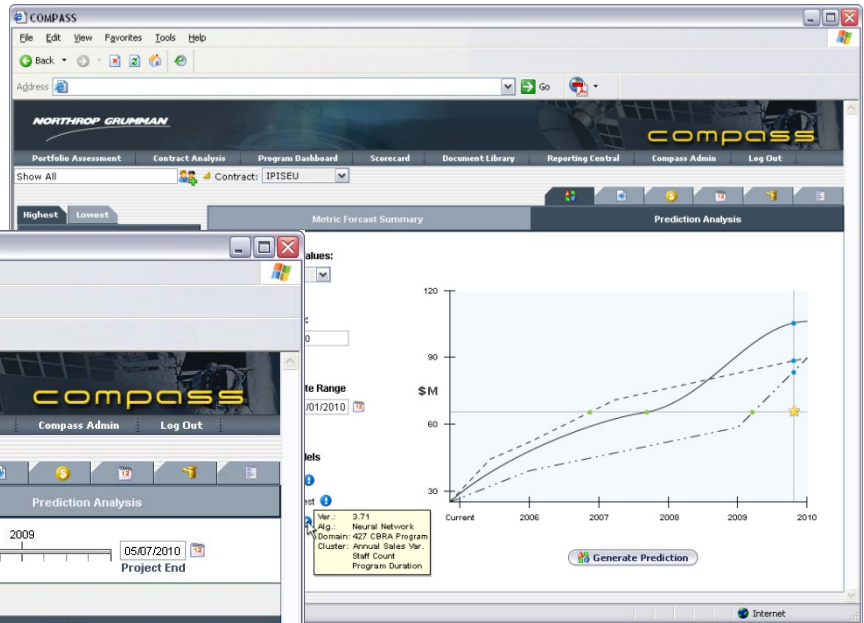 COMPASS
File Edit View Favorites Tools Help
Back
Address Go
NORTHROP GRUMMAN
compass
Portfolio Assessment Contract Analysis Program Dashboard Scorecard Document Library Reporting Central Compass Admin Log Out
Show All Contract: IPISEU
Highest Lowest
Metric Forcast Summary Prediction Analysis
alues:
120
90
$M
60
30
Current 2006 2007 2008 2009 2010
te Range
/01/2010
dels
est
Ver.: 3.71
Alg.: Neural Network
Domain: 427 CBRA Program
Cluster: Annual Sales Var.
Staff Count
Program Duration
Generate Prediction
Internet
compass
Compass Admin Log Out
Prediction Analysis
2009
05/07/2010
Project End